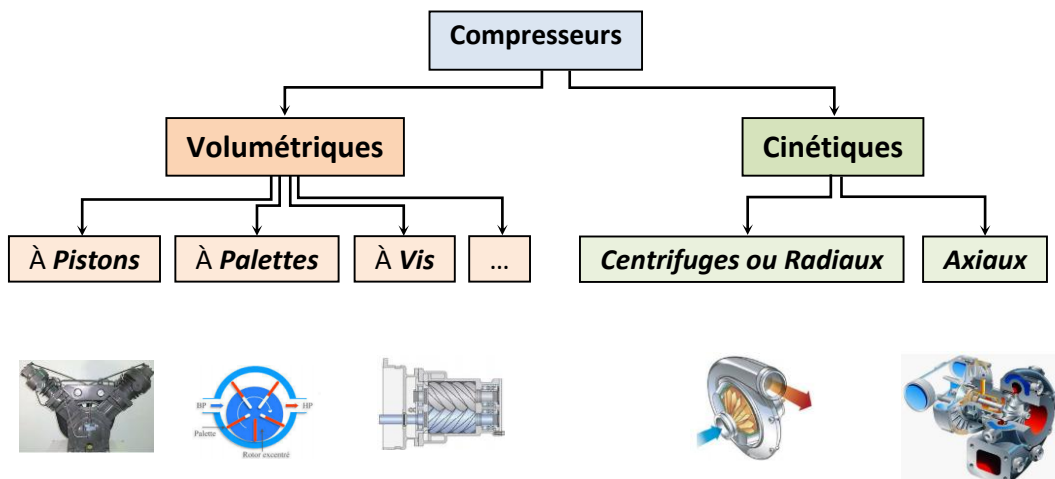 Compresseurs
Volumétriques
Cinétiques
À Pistons
À Palettes
À Vis
...
Centrifuges ou Radiaux
Axiaux
BP
HP
Palette
Rotor excentré